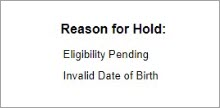 Reason for Hold:
Eligibility Pending
Invalid Date of Birth